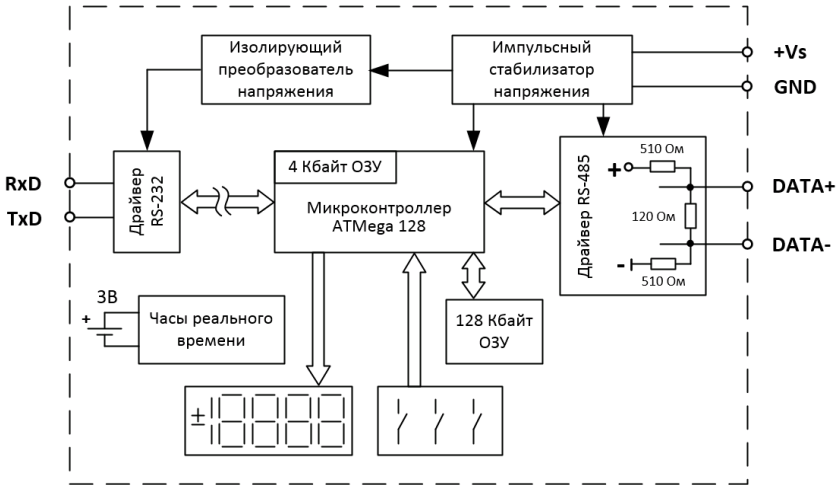 Изолирующий
преобразователь
напряжения
Импульсный
стабилизатор
напряжения
+Vs
GND
RxD
TxD
Драйвер
RS-232
4 Кбайт ОЗУ
Микроконтроллер
ATMega 128
Драйвер RS-485
510 Ом
+
120 Ом
-
510 Ом
DATA+
DATA-
3В
+
Часы реального
времени
128 Кбайт
ОЗУ
±